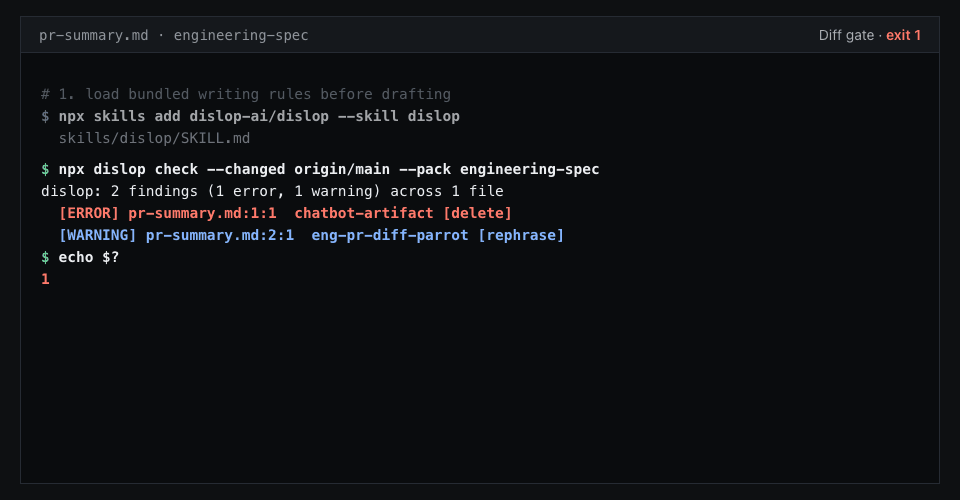 pr-summary.md · engineering-spec
Diff gate · exit 1
# 1. load bundled writing rules before drafting
$ npx skills add dislop-ai/dislop --skill dislop
skills/dislop/SKILL.md
$ npx dislop check --changed origin/main --pack engineering-spec
dislop: 2 findings (1 error, 1 warning) across 1 file
[ERROR] pr-summary.md:1:1  chatbot-artifact [delete]
[WARNING] pr-summary.md:2:1  eng-pr-diff-parrot [rephrase]
$ echo $?
1